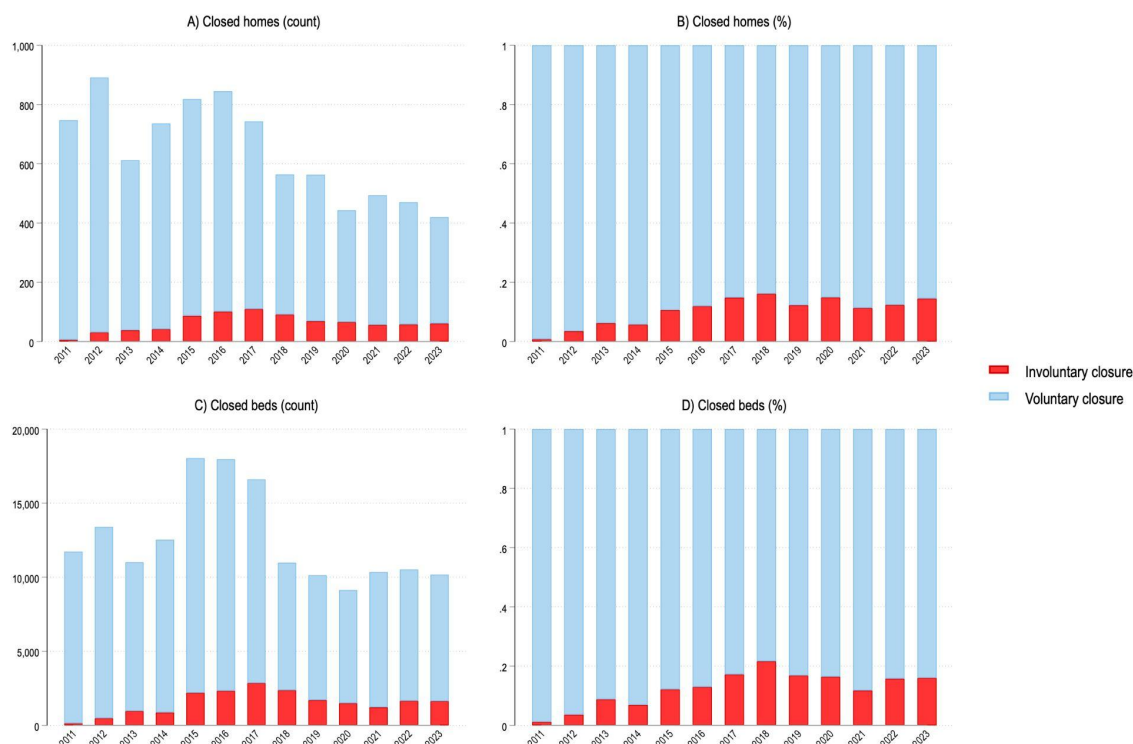 A) Closed homes (count)
1,000
800
600
400
200
0
2011 2012 2013 2014 2015 2016 2017 2018 2019 2020 2021 2022 2023
B) Closed homes (%)
1
.8
.6
.4
.2
0
2011 2012 2013 2014 2015 2016 2017 2018 2019 2020 2021 2022 2023
Involuntary closure
Voluntary closure
C) Closed beds (count)
20,000
15,000
10,000
5,000
0
2011 2012 2013 2014 2015 2016 2017 2018 2019 2020 2021 2022 2023
D) Closed beds (%)
1
.8
.6
.4
.2
0
2011 2012 2013 2014 2015 2016 2017 2018 2019 2020 2021 2022 2023